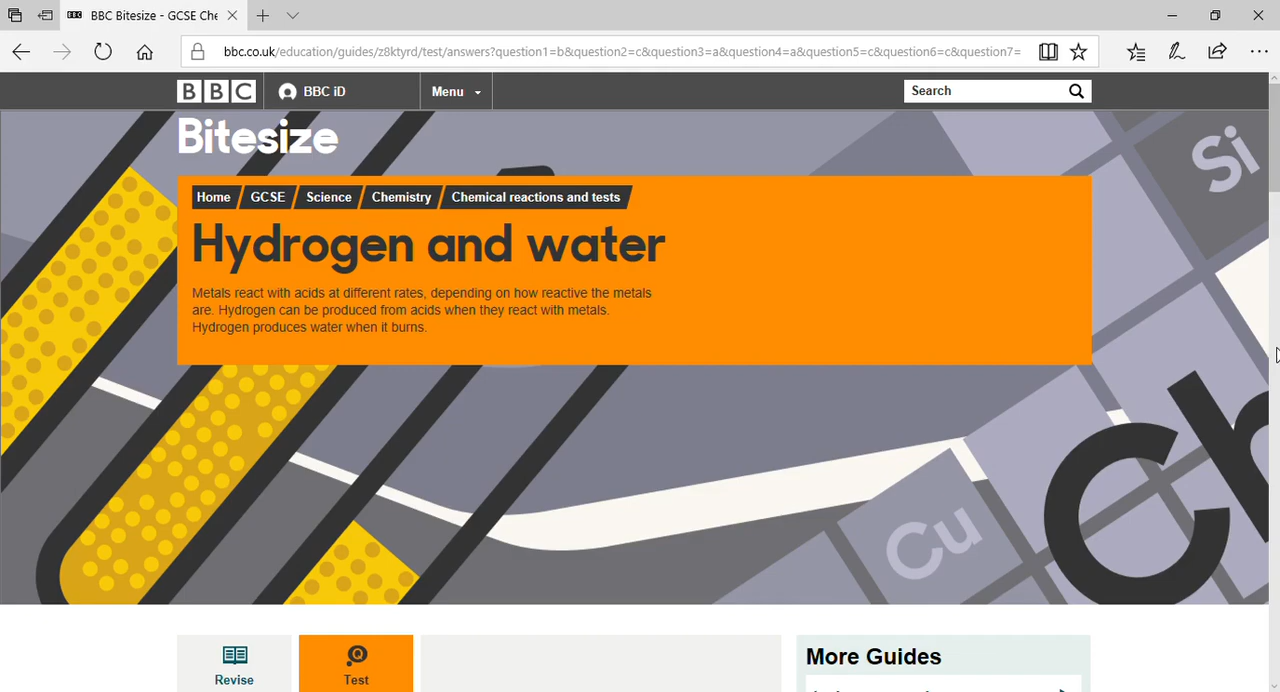 BBC BBC Bitesize - GCSE Che
bbc.co.uk/education/guides/z8ktyrd/test/answers?question1=b&question2=c&question3=a&question4=a&question5=c&question6=c&question7=
BBC BBC iD Menu Search
Bitesize
Si
Home GCSE Science Chemistry Chemical reactions and tests
Hydrogen and water
Metals react with acids at different rates, depending on how reactive the metals
are. Hydrogen can be produced from acids when they react with metals.
Hydrogen produces water when it burns.
Ch
Cu
Revise Test More Guides